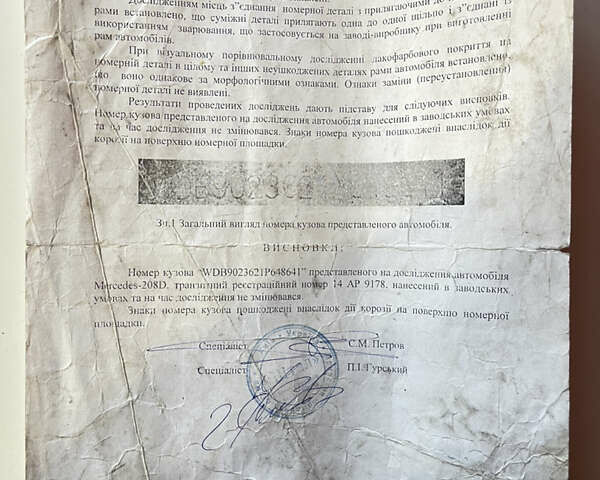 Дослідженням місць з"єднання номерної деталі з прилягаючими до
рами встановлено, що суміжні деталі прилягають одна до одної щільно і з"єднані із
використанням зварювання, що застосується на заводі-виробнику при виготовленні
рам автомобілів.
При візуальному порівняльному дослідженні лакофарбового покриття на
номерній деталі в цілому та інших неушкоджених деталях рами автомобіля встановлено,
що воно однакове за морфологічними ознаками. Ознаки заміни (переустановлення)
номерної деталі не виявлені.
Результати проведених досліджень дають підставу для слідуючих висновків.
Номер кузова представленого на дослідження автомобіля нанесений в заводських умовах
та на час дослідження не змінювався. Знаки номера кузова пошкоджені внаслідок дії
корозії на поверхню номерної площадки.
Зн.1 Загальний вигляд номера кузова представленого автомобіля.
ВИСНОВКИ:
Номер кузова "WDB9023621P648641" представленого на дослідження автомобіля
Mercedes-208D, транзитний реєстраційний номер 14 АР 9178, нанесений в заводських
умовах та на час дослідження не змінювався.
Знаки номера кузова пошкоджені внаслідок дії корозії на поверхню номерної
площадки.
Спеціаліст С.М. Петров
Спеціаліст П.І. Гурський